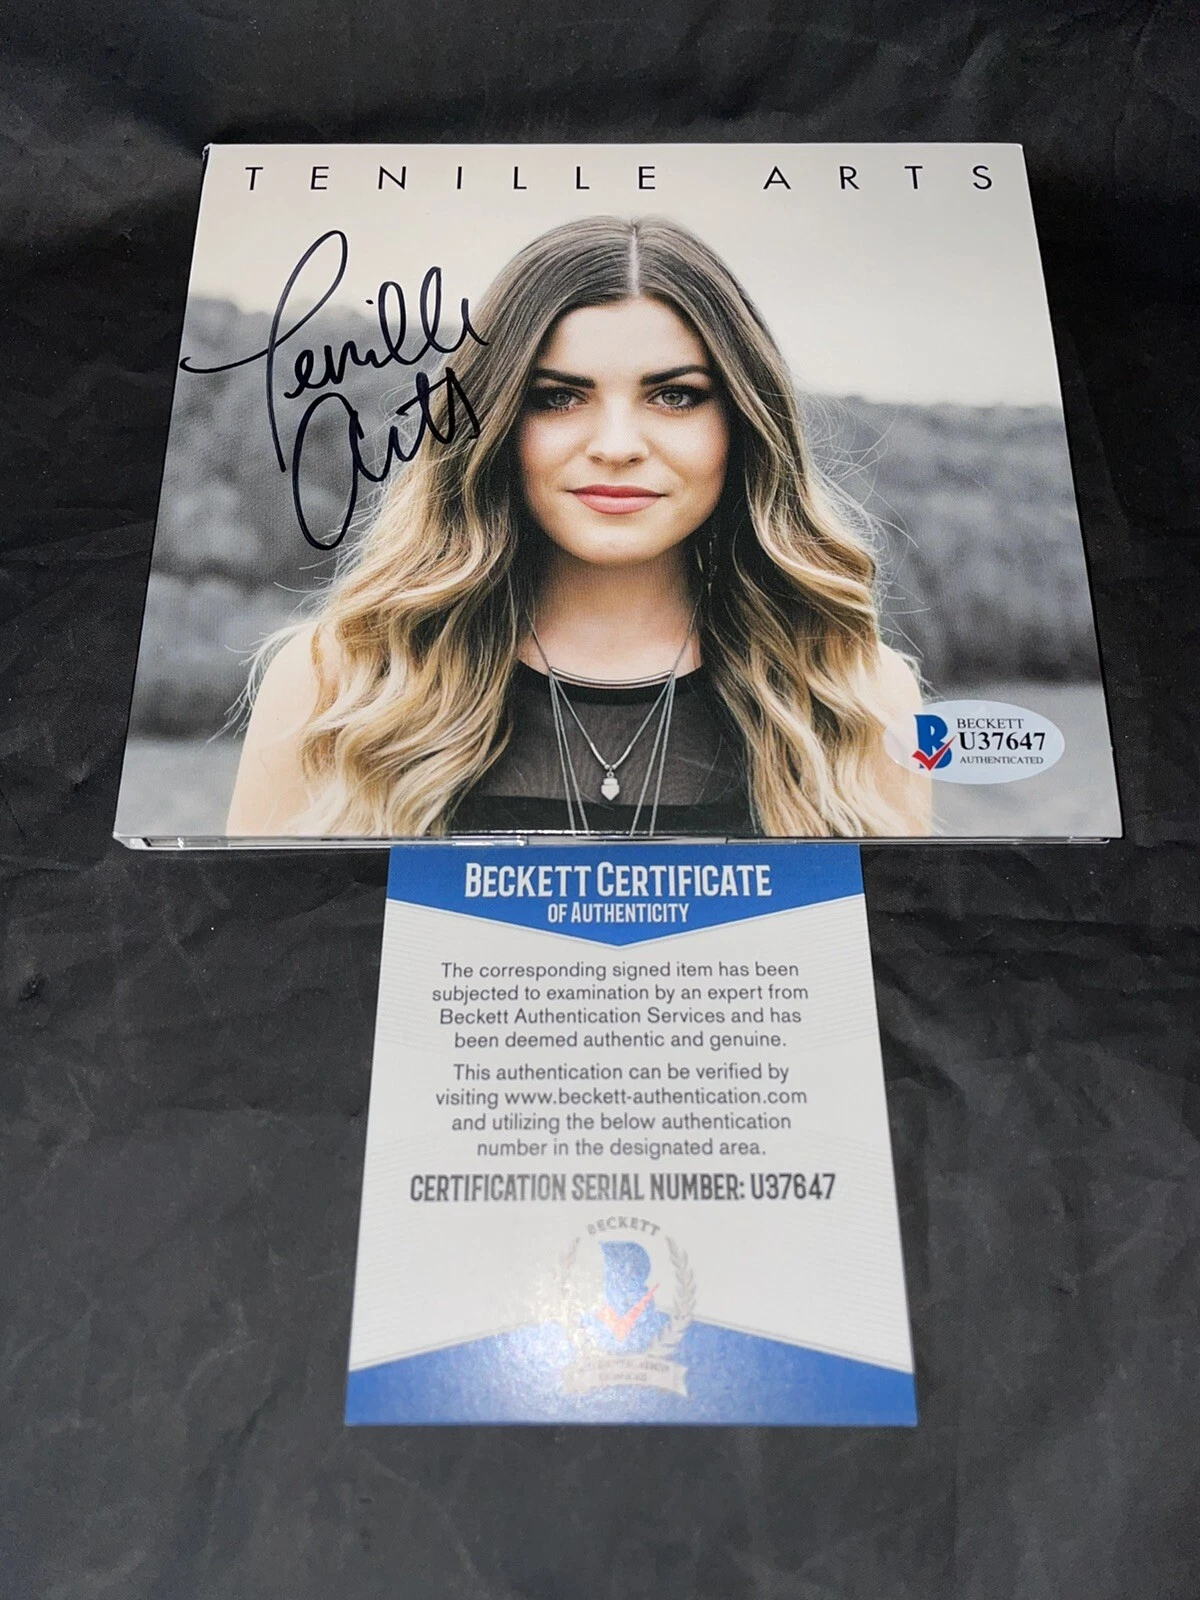 TENILLE ARTS
Tenille
Arts
BECKETT
U37647
AUTHENTICATED
BECKETT CERTIFICATE
OF AUTHENTICITY
The corresponding signed item has been
subjected to examination by an expert from
Beckett Authentication Services and has
been deemed authentic and genuine.
This authentication can be verified by
visiting www.beckett-authentication.com
and utilizing the below authentication
number in the designated area.
CERTIFICATION SERIAL NUMBER: U37647
BECKETT